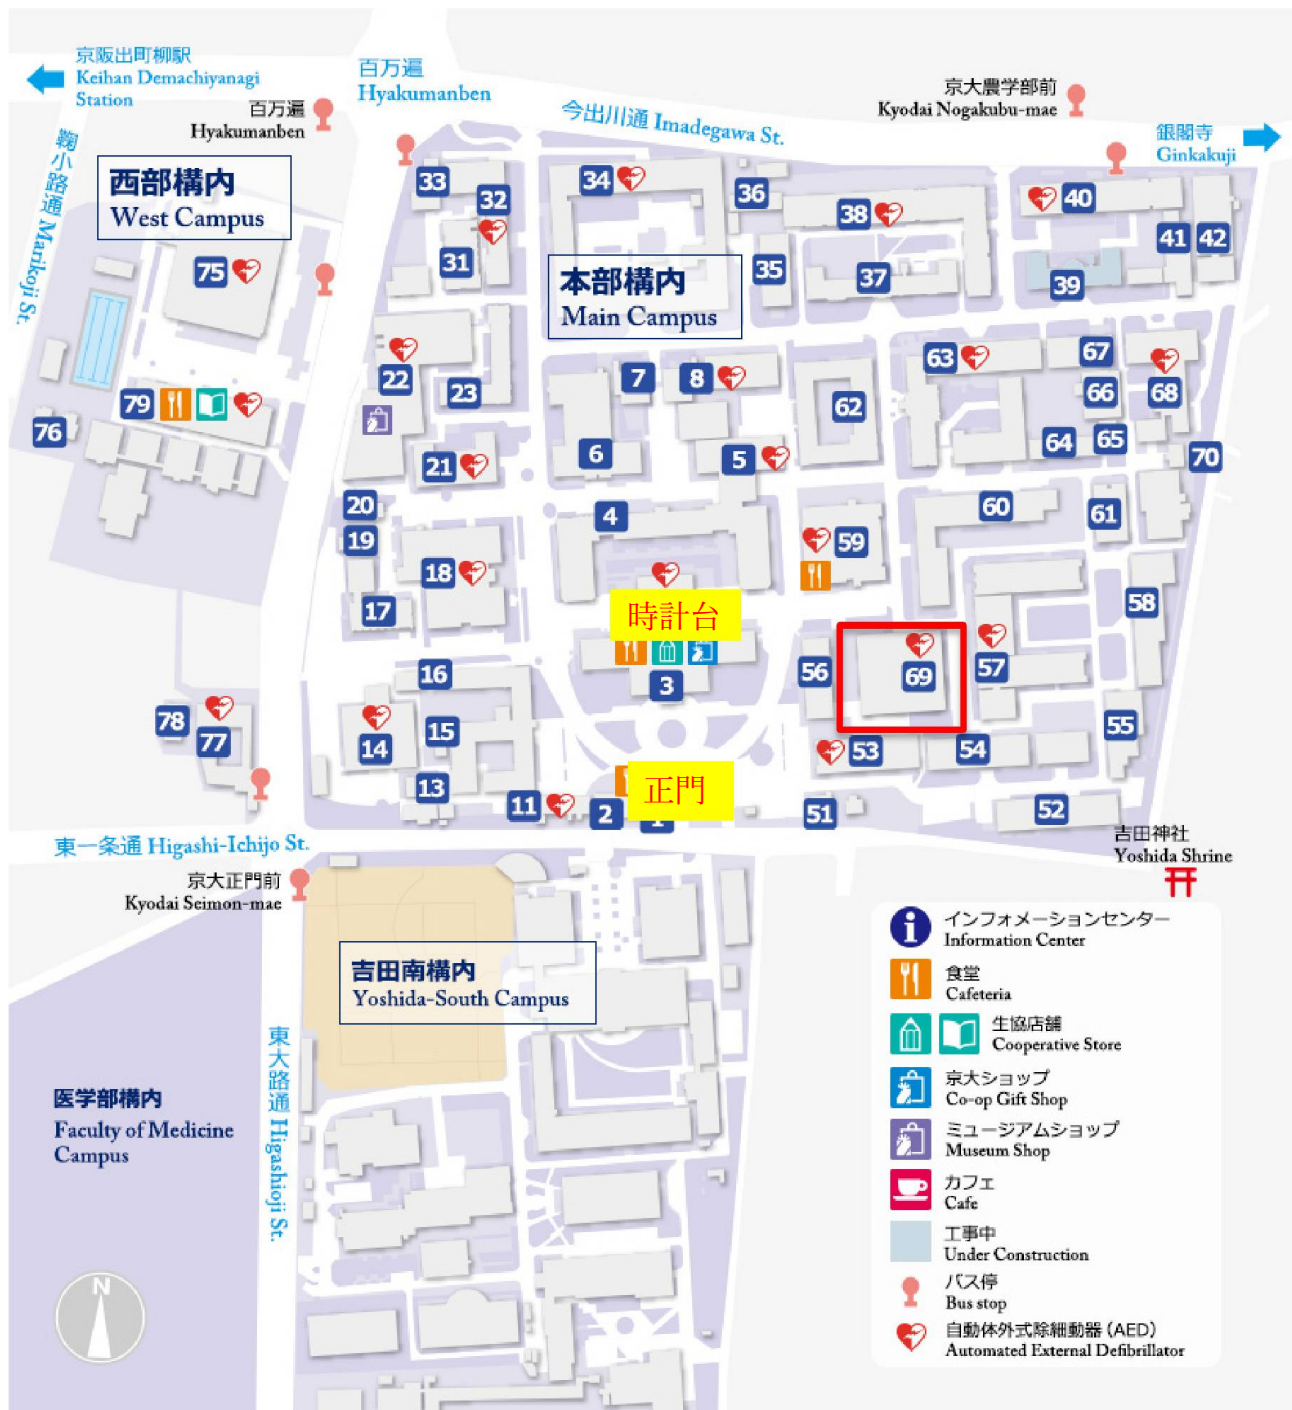 京阪出町柳駅
Keihan Demachiyanagi
Station
百万遍
Hyakumanben
百万遍
Hyakumanben
今出川通 Imadegawa St.
京大農学部前
Kyodai Nogakubu-mae
銀閣寺
Ginkakuji
鞠小路通 Marikoji St.
西部構内
West Campus
33
32
34
36
38
40
31
35
37
39
41
42
75
本部構内
Main Campus
22
23
7
8
62
63
67
66
68
79
76
21
6
5
64
65
70
20
4
60
61
19
59
18
17
58
時計台
16
3
56
69
57
78
77
14
15
53
54
55
13
正門
11
2
1
51
52
東一条通 Higashi-Ichijo St.
吉田神社
Yoshida Shrine
京大正門前
Kyodai Seimon-mae
吉田南構内
Yoshida-South Campus
東大路通 Higashioji St.
医学部構内
Faculty of Medicine
Campus
N
i
インフォメーションセンター
Information Center
食堂
Cafeteria
生協店舗
Cooperative Store
京大ショップ
Co-op Gift Shop
ミュージアムショップ
Museum Shop
カフェ
Cafe
工事中
Under Construction
バス停
Bus stop
自動体外式除細動器（AED）
Automated External Defibrillator